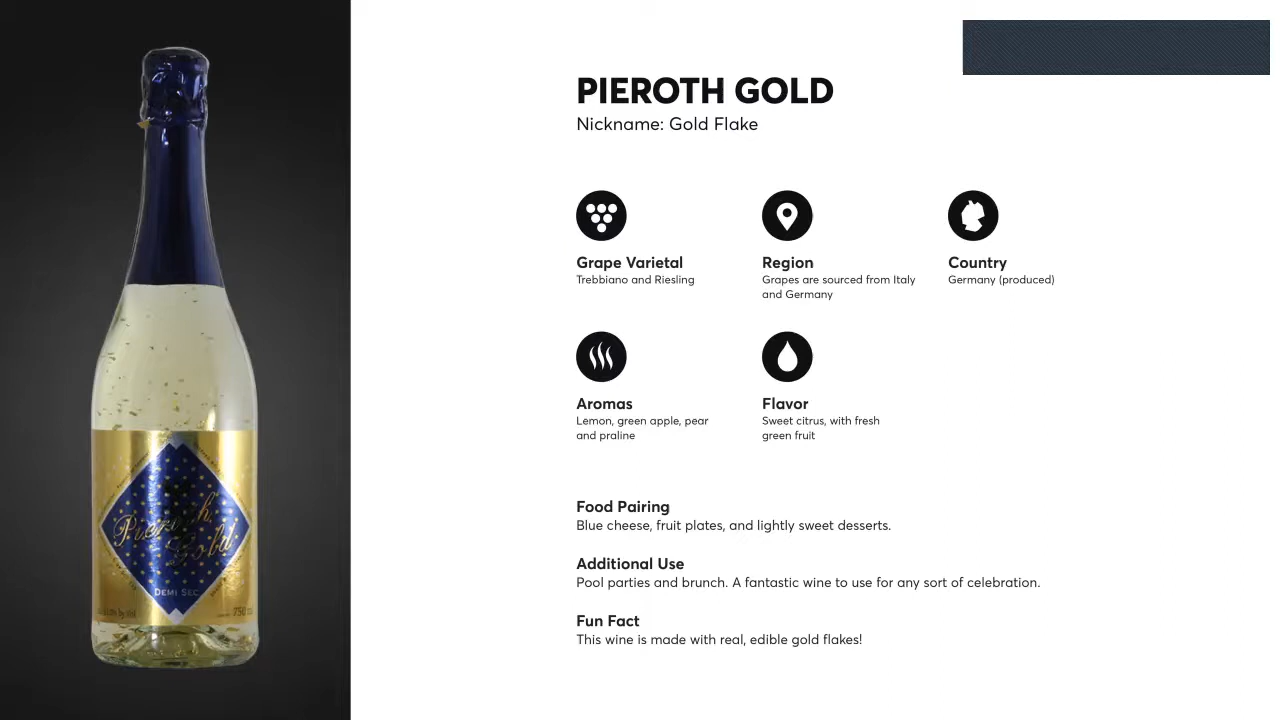 PIEROTH GOLD
Nickname: Gold Flake
Grape Varietal
Trebbiano and Riesling
Region
Grapes are sourced from Italy
and Germany
Country
Germany (produced)
Aromas
Lemon, green apple, pear
and praline
Flavor
Sweet citrus, with fresh
green fruit
Food Pairing
Blue cheese, fruit plates, and lightly sweet desserts.
Additional Use
Pool parties and brunch. A fantastic wine to use for any sort of celebration.
Fun Fact
This wine is made with real, edible gold flakes!
Pieroth
Gold
DEMI SEC
750